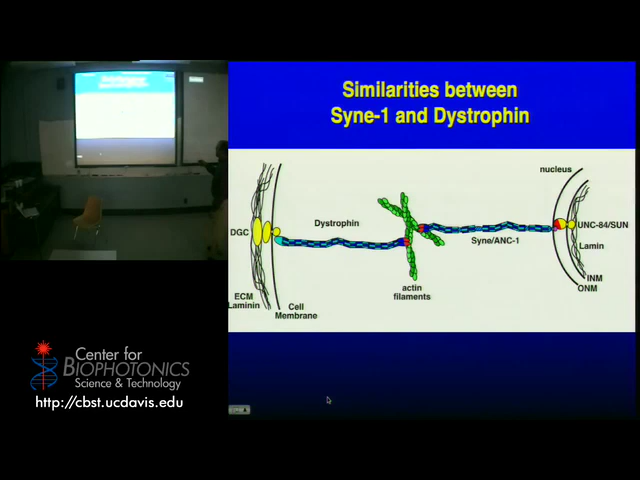 Similarities between
Syne-1 and Dystrophin
nucleus
DGC
Dystrophin
UNC-84/SUN
Syne/ANC-1
Lamin
actin
filaments
INM
ONM
ECM
Laminin
Cell
Membrane
Center for
BIOPHOTONICS
Science & Technology
http://cbst.ucdavis.edu